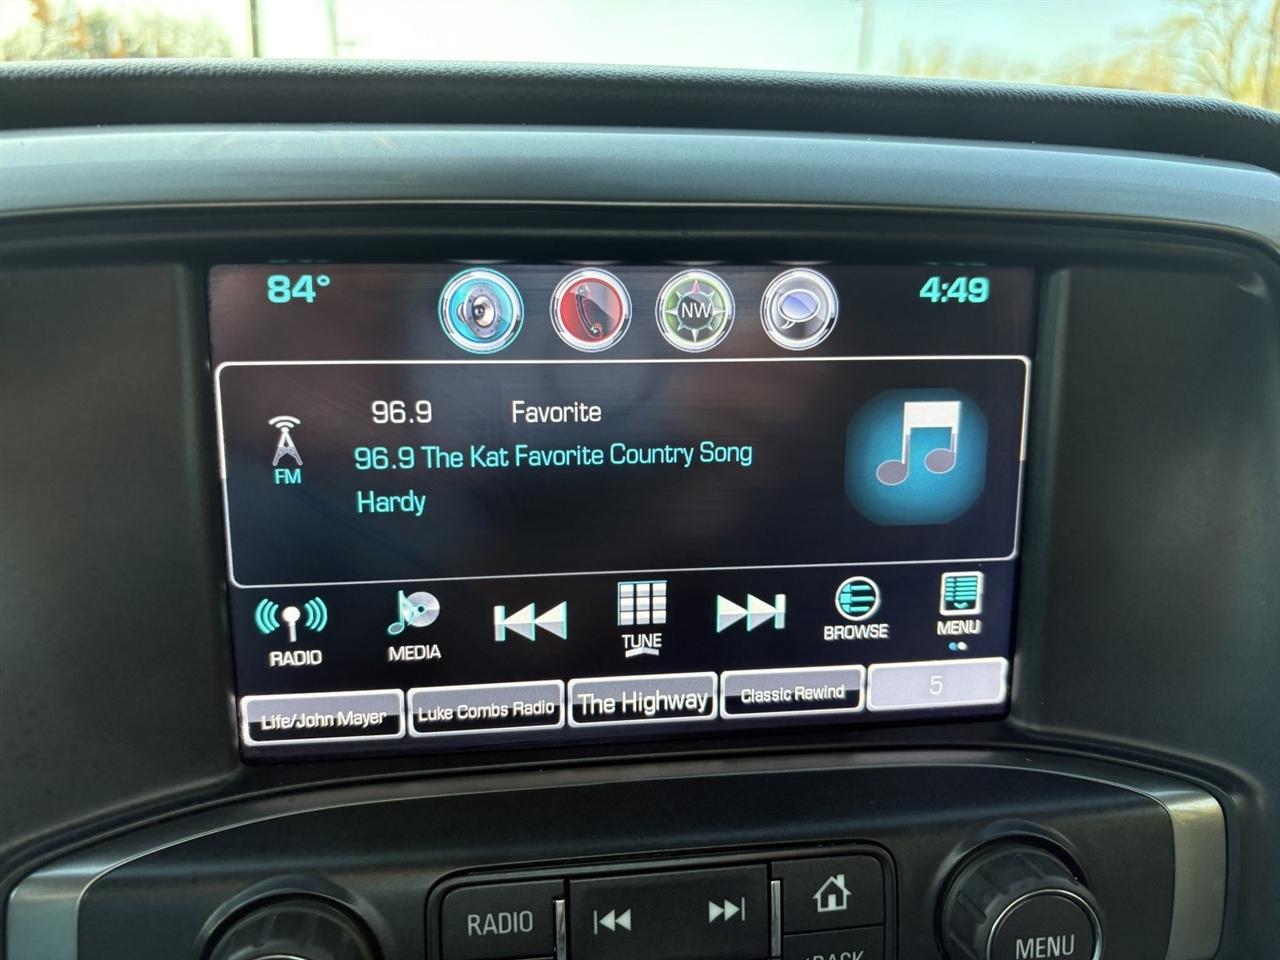 84°
NW
4:49
96.9 Favorite
FM
96.9 The Kat Favorite Country Song
Hardy
RADIO
MEDIA
TUNE
BROWSE
MENU
Life/John Mayer
Luke Combs Radio
The Highway
Classic Rewind
5
RADIO
MENU
BACK